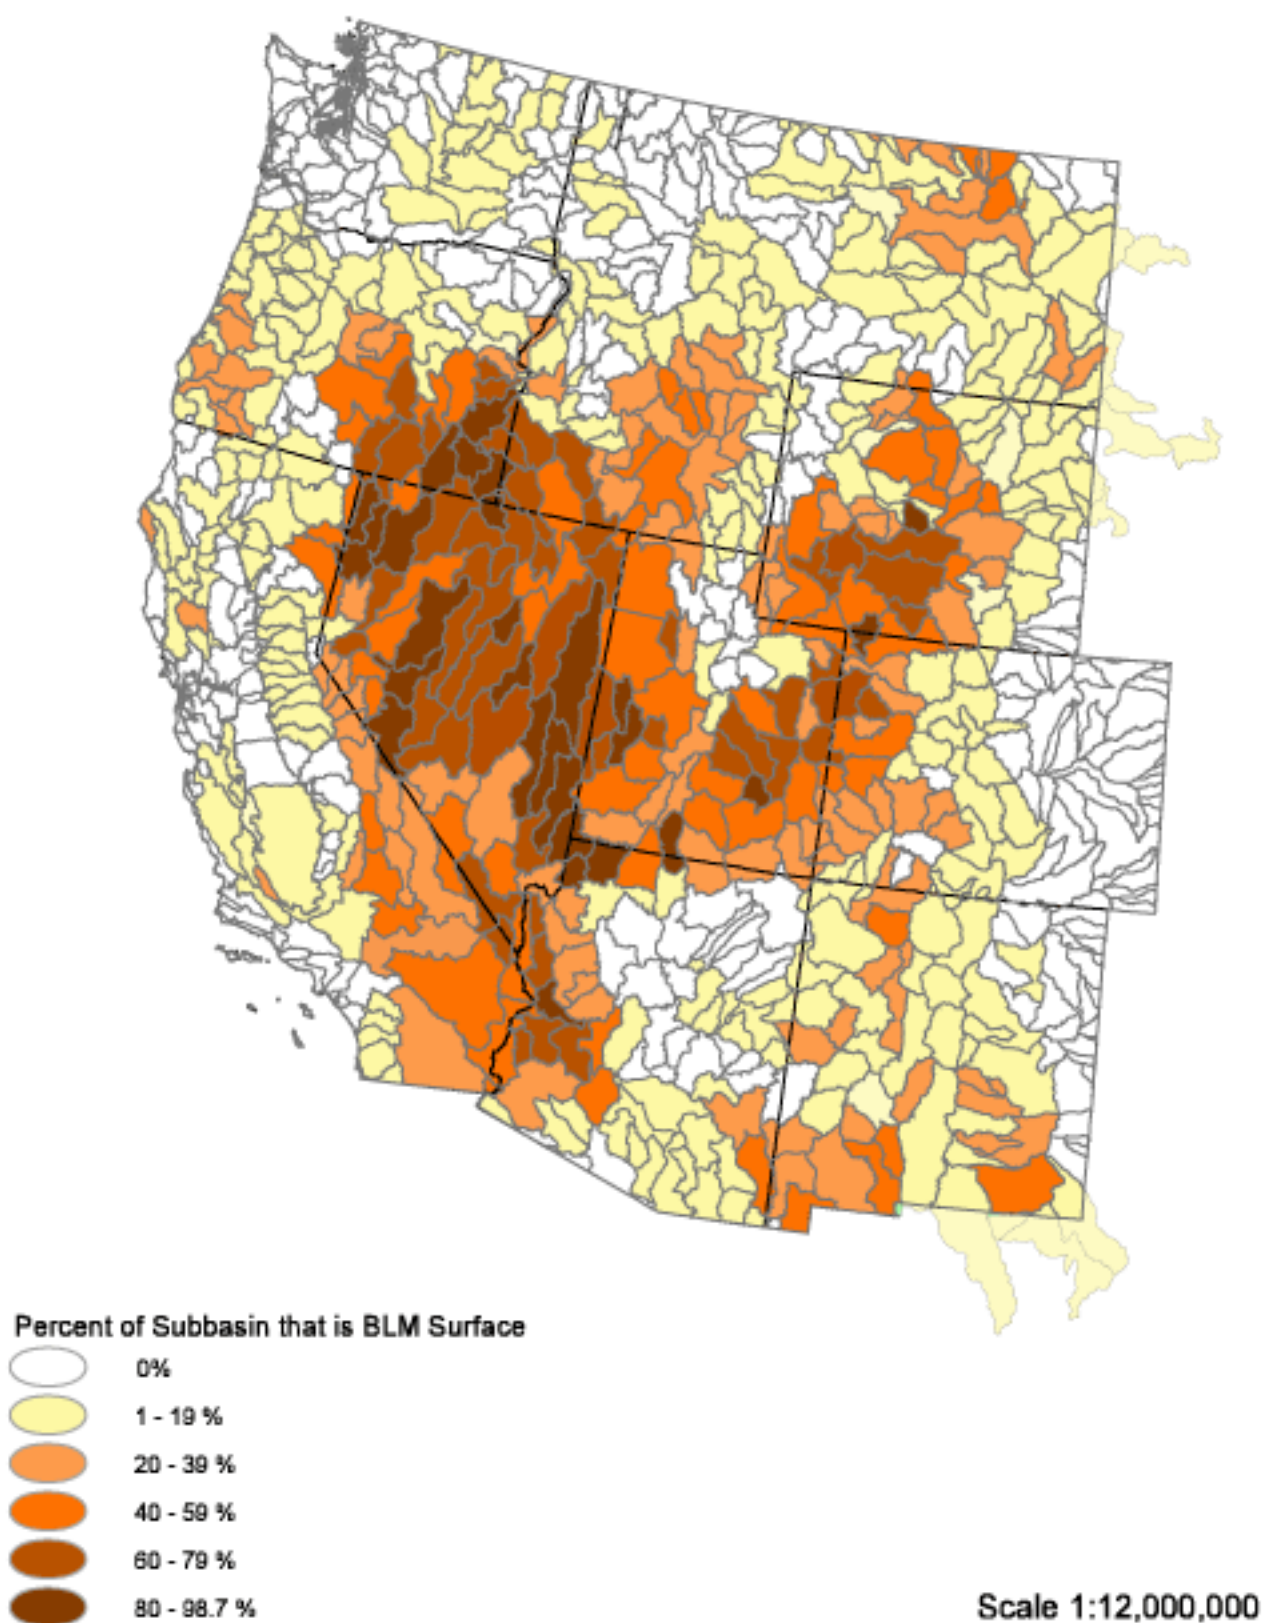 Percent of Subbasin that is BLM Surface
0%
1 - 19 %
20 - 39 %
40 - 59 %
60 - 79 %
80 - 98.7 %
Scale 1:12,000,000